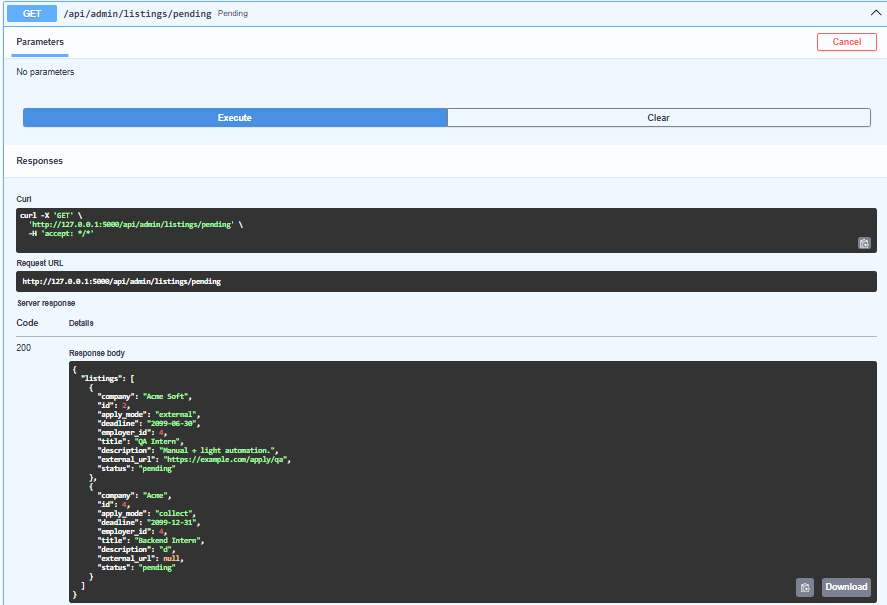 GET /api/admin/listings/pending Pending
Parameters
Cancel
No parameters
Execute
Clear
Responses
Curl
curl -X 'GET' \
  'http://127.0.0.1:5000/api/admin/listings/pending' \
  -H 'accept: */*'
Request URL
http://127.0.0.1:5000/api/admin/listings/pending
Server response
Code Details
200
Response body
{
  "listings": [
    {
      "company": "Acme Soft",
      "id": 2,
      "apply_mode": "external",
      "deadline": "2099-06-30",
      "employer_id": 4,
      "title": "QA Intern",
      "description": "Manual + light automation.",
      "external_url": "https://example.com/apply/qa",
      "status": "pending"
    },
    {
      "company": "Acme",
      "id": 4,
      "apply_mode": "collect",
      "deadline": "2099-12-31",
      "employer_id": 4,
      "title": "Backend Intern",
      "description": "d",
      "external_url": null,
      "status": "pending"
    }
  ]
}
Download